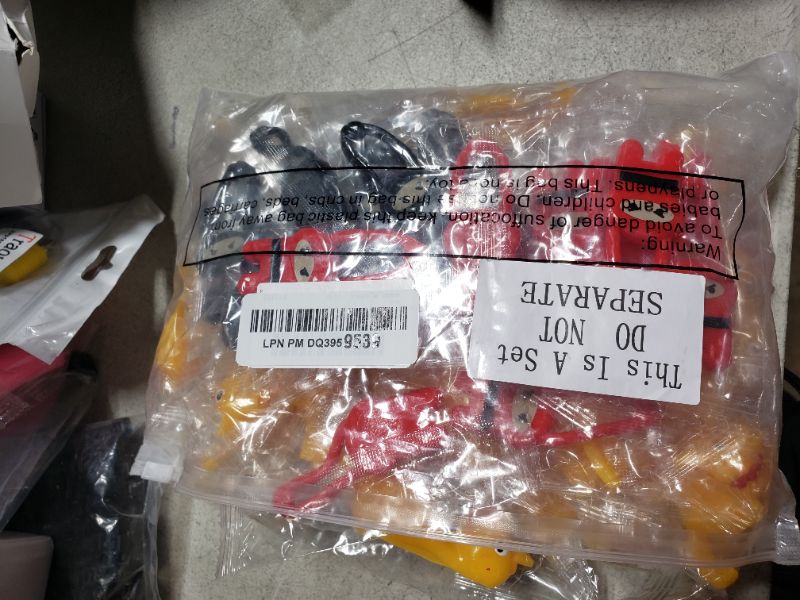 Warning:
To avoid danger of suffocation, keep this plastic bag away from
babies and children. Do not use this bag in cribs, beds, carriages
or playpens. This bag is not a toy.
This Is A Set
DO NOT
SEPARATE
LPN PM DQ3959539